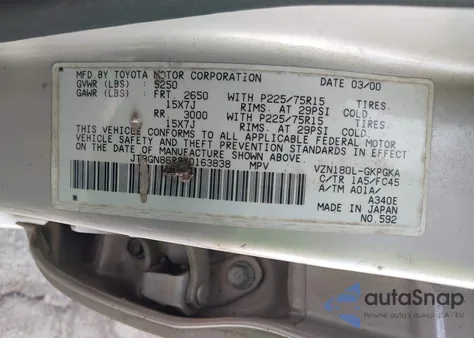 MFD.BY TOYOTA MOTOR CORPORATION DATE 03/00
GVWR (LBS) : 5250
GAWR (LBS) : FRT 2650 WITH P225/75R15 TIRES.
15X7J RIMS. AT 29PSI COLD.
RR 3000 WITH P225/75R15 TIRES.
15X7J RIMS. AT 29PSI COLD.
THIS VEHICLE CONFORMS TO ALL APPLICABLE FEDERAL MOTOR
VEHICLE SAFETY AND THEFT PREVENTION STANDARDS IN EFFECT
ON THE DATE OF MANUFACTURE SHOWN ABOVE.
MPV
VZN180L-GKPGKA
C/TR 1A5/FC45
A/TM A01A/
A340E
MADE IN JAPAN
NO.592
autoSnap